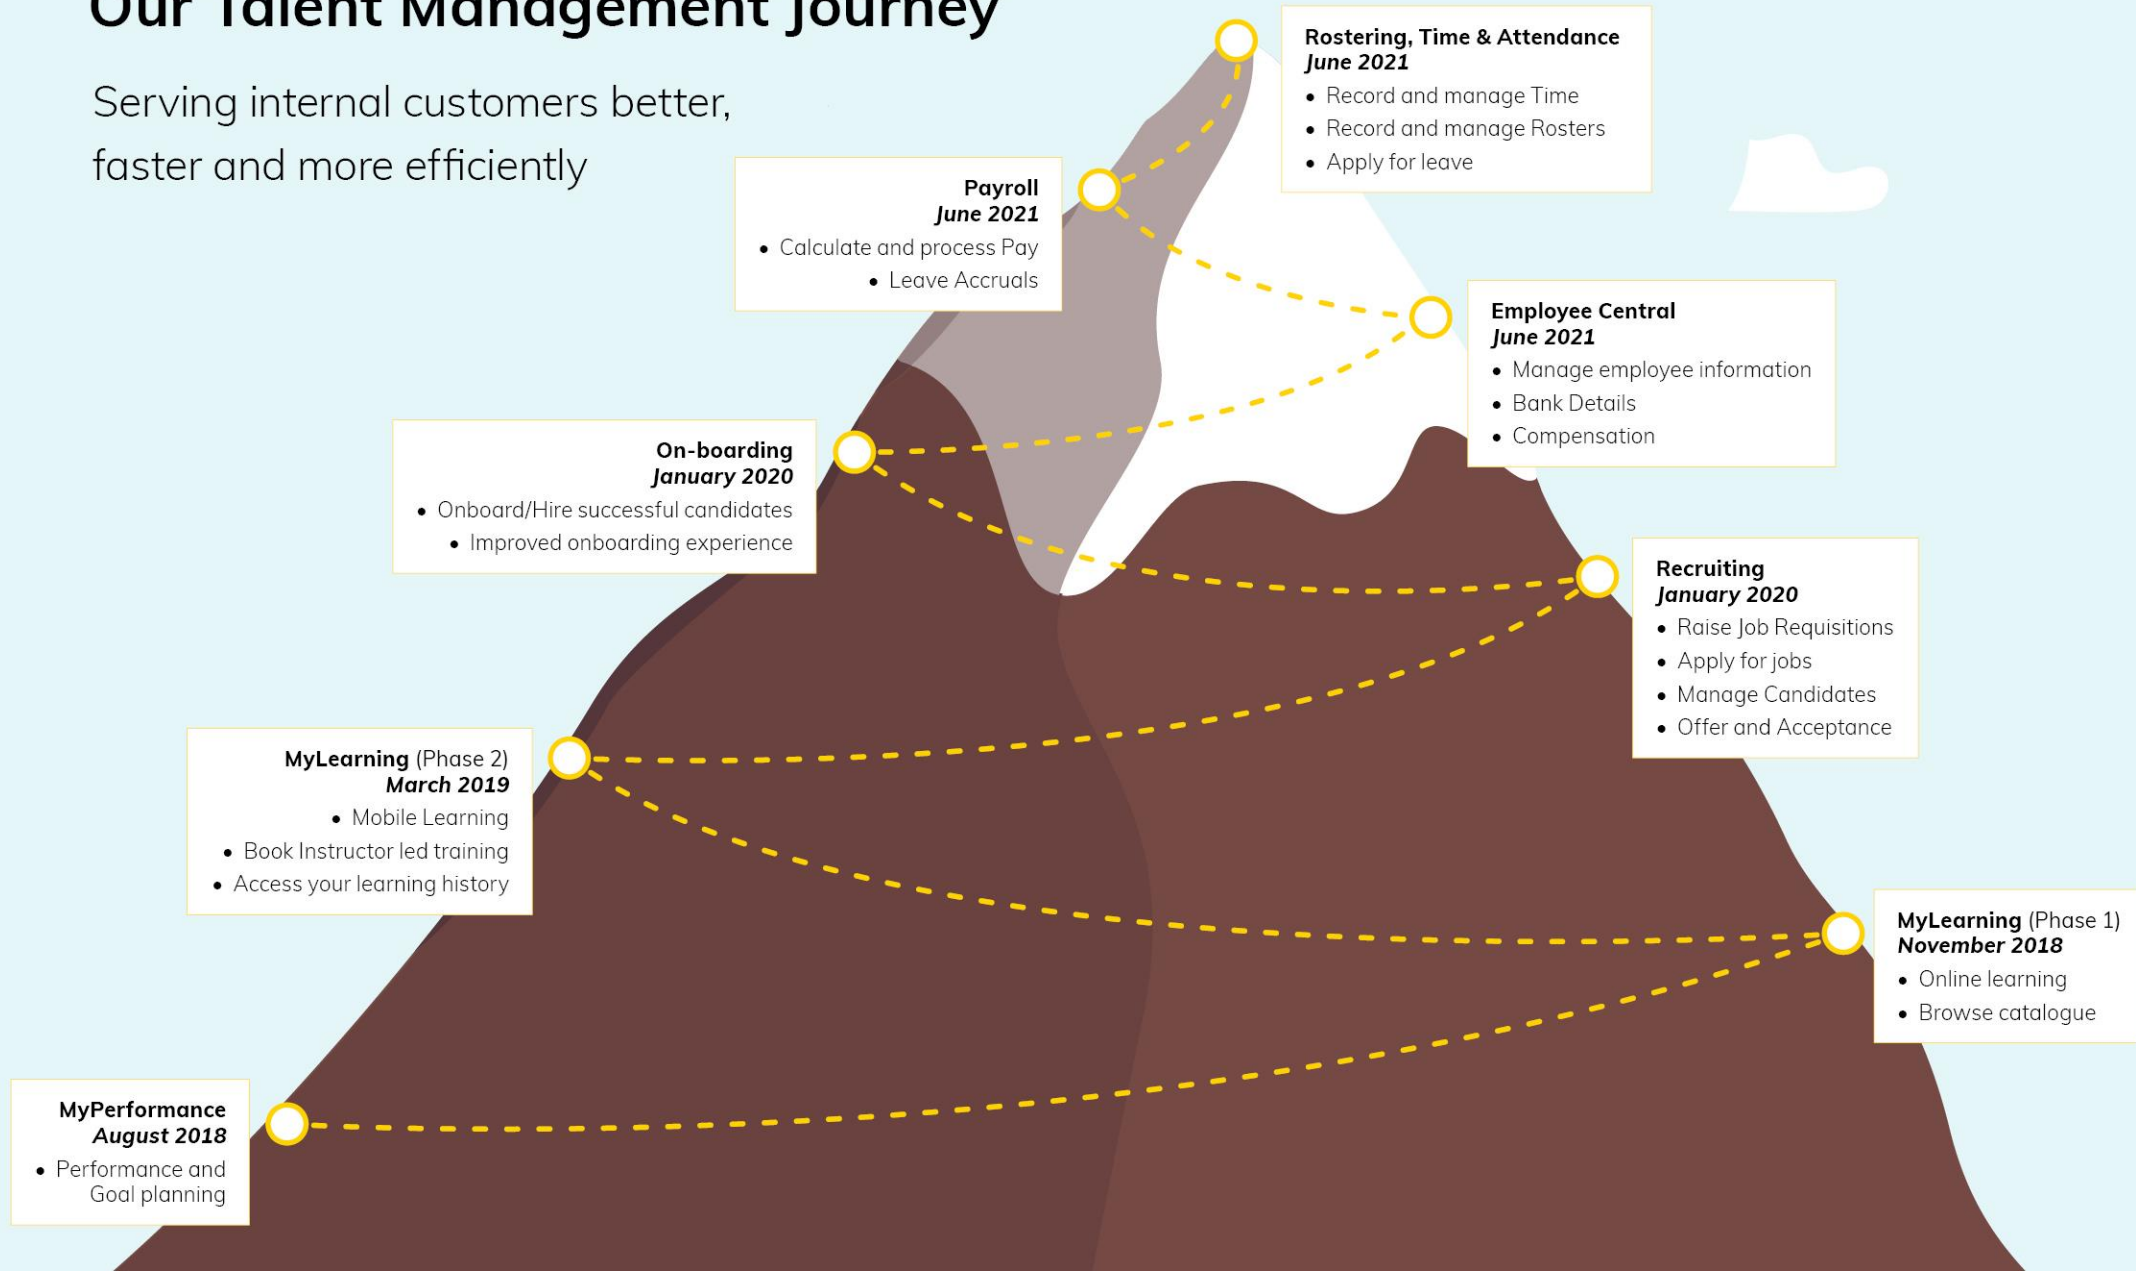 Our Talent Management Journey
Serving internal customers better,
faster and more efficiently
Rostering, Time & Attendance
June 2021
• Record and manage Time
• Record and manage Rosters
• Apply for leave
Payroll
June 2021
• Calculate and process Pay
• Leave Accruals
Employee Central
June 2021
• Manage employee information
• Bank Details
• Compensation
On-boarding
January 2020
• Onboard/Hire successful candidates
• Improved onboarding experience
Recruiting
January 2020
• Raise Job Requisitions
• Apply for jobs
• Manage Candidates
• Offer and Acceptance
MyLearning (Phase 2)
March 2019
• Mobile Learning
• Book Instructor led training
• Access your learning history
MyLearning (Phase 1)
November 2018
• Online learning
• Browse catalogue
MyPerformance
August 2018
• Performance and
Goal planning